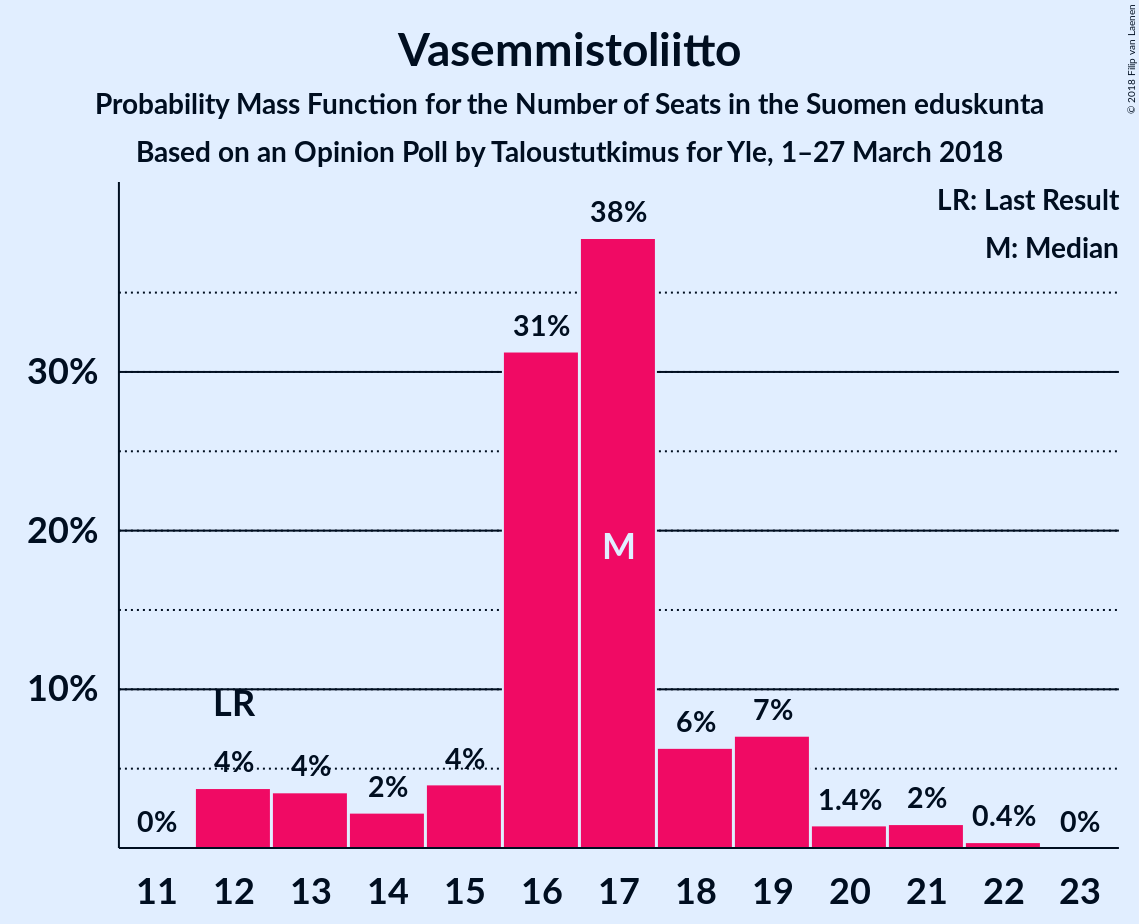 Vasemmistoliitto
Probability Mass Function for the Number of Seats in the Suomen eduskunta
Based on an Opinion Poll by Taloustutkimus for Yle, 1–27 March 2018
© 2018 Filip van Laenen
LR: Last Result
M: Median
30%
20%
10%
0%
4%
LR
4%
2%
4%
31%
38%
M
6%
7%
1.4%
2%
0.4%
0%
11 12 13 14 15 16 17 18 19 20 21 22 23